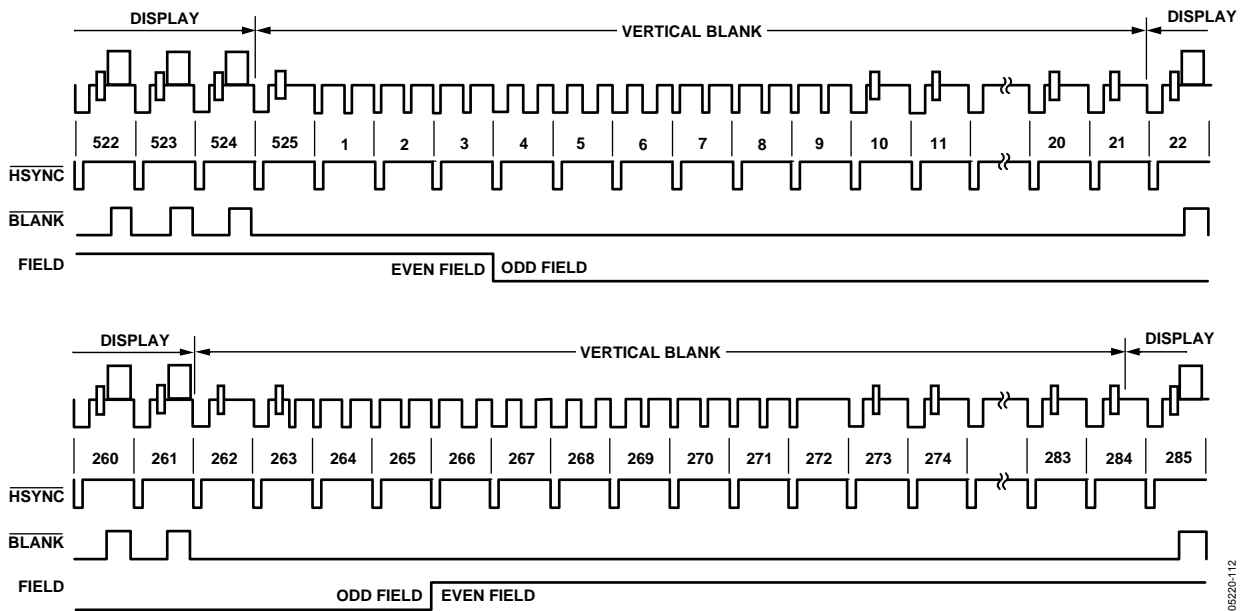 DISPLAY VERTICAL BLANK DISPLAY
522 523 524 525 1 2 3 4 5 6 7 8 9 10 11 20 21 22
HSYNC
BLANK
FIELD EVEN FIELD ODD FIELD
DISPLAY VERTICAL BLANK DISPLAY
260 261 262 263 264 265 266 267 268 269 270 271 272 273 274 283 284 285
HSYNC
BLANK
FIELD ODD FIELD EVEN FIELD
05220-112